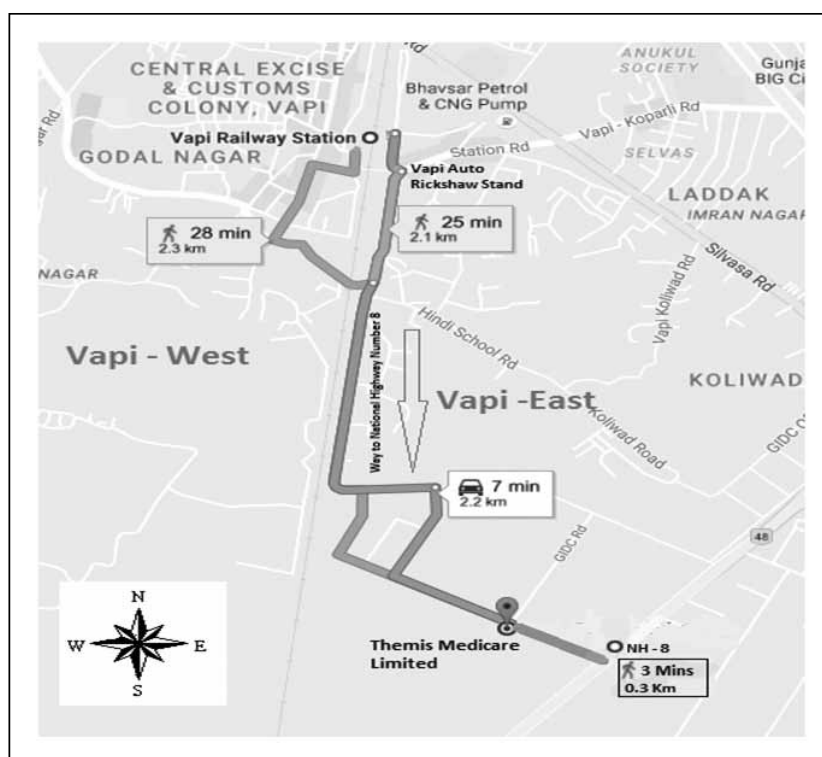 ANUKUL
SOCIETY
Gunja
BIG Ci
Rd
CENTRAL EXCISE
& CUSTOMS
COLONY, VAPI
Bhavsar Petrol
& CNG Pump
Vapi - Koparli Rd
Vapi Railway Station
Station Rd
SELVAS
GODAL NAGAR
Vapi Auto
Rickshaw Stand
LADDAK
IMRAN NAGAR
28 min
2.3 km
25 min
2.1 km
Silvasa Rd
NAGAR
Vapi Koliwad Rd
Hindi School Rd
Way to National Highway Number 8
Vapi - West
Vapi -East
KOLIWAD
Koliwad Road
GIDC
7 min
2.2 km
GIDC Rd
48
N
W E
S
Themis Medicare
Limited
NH - 8
3 Mins
0.3 Km